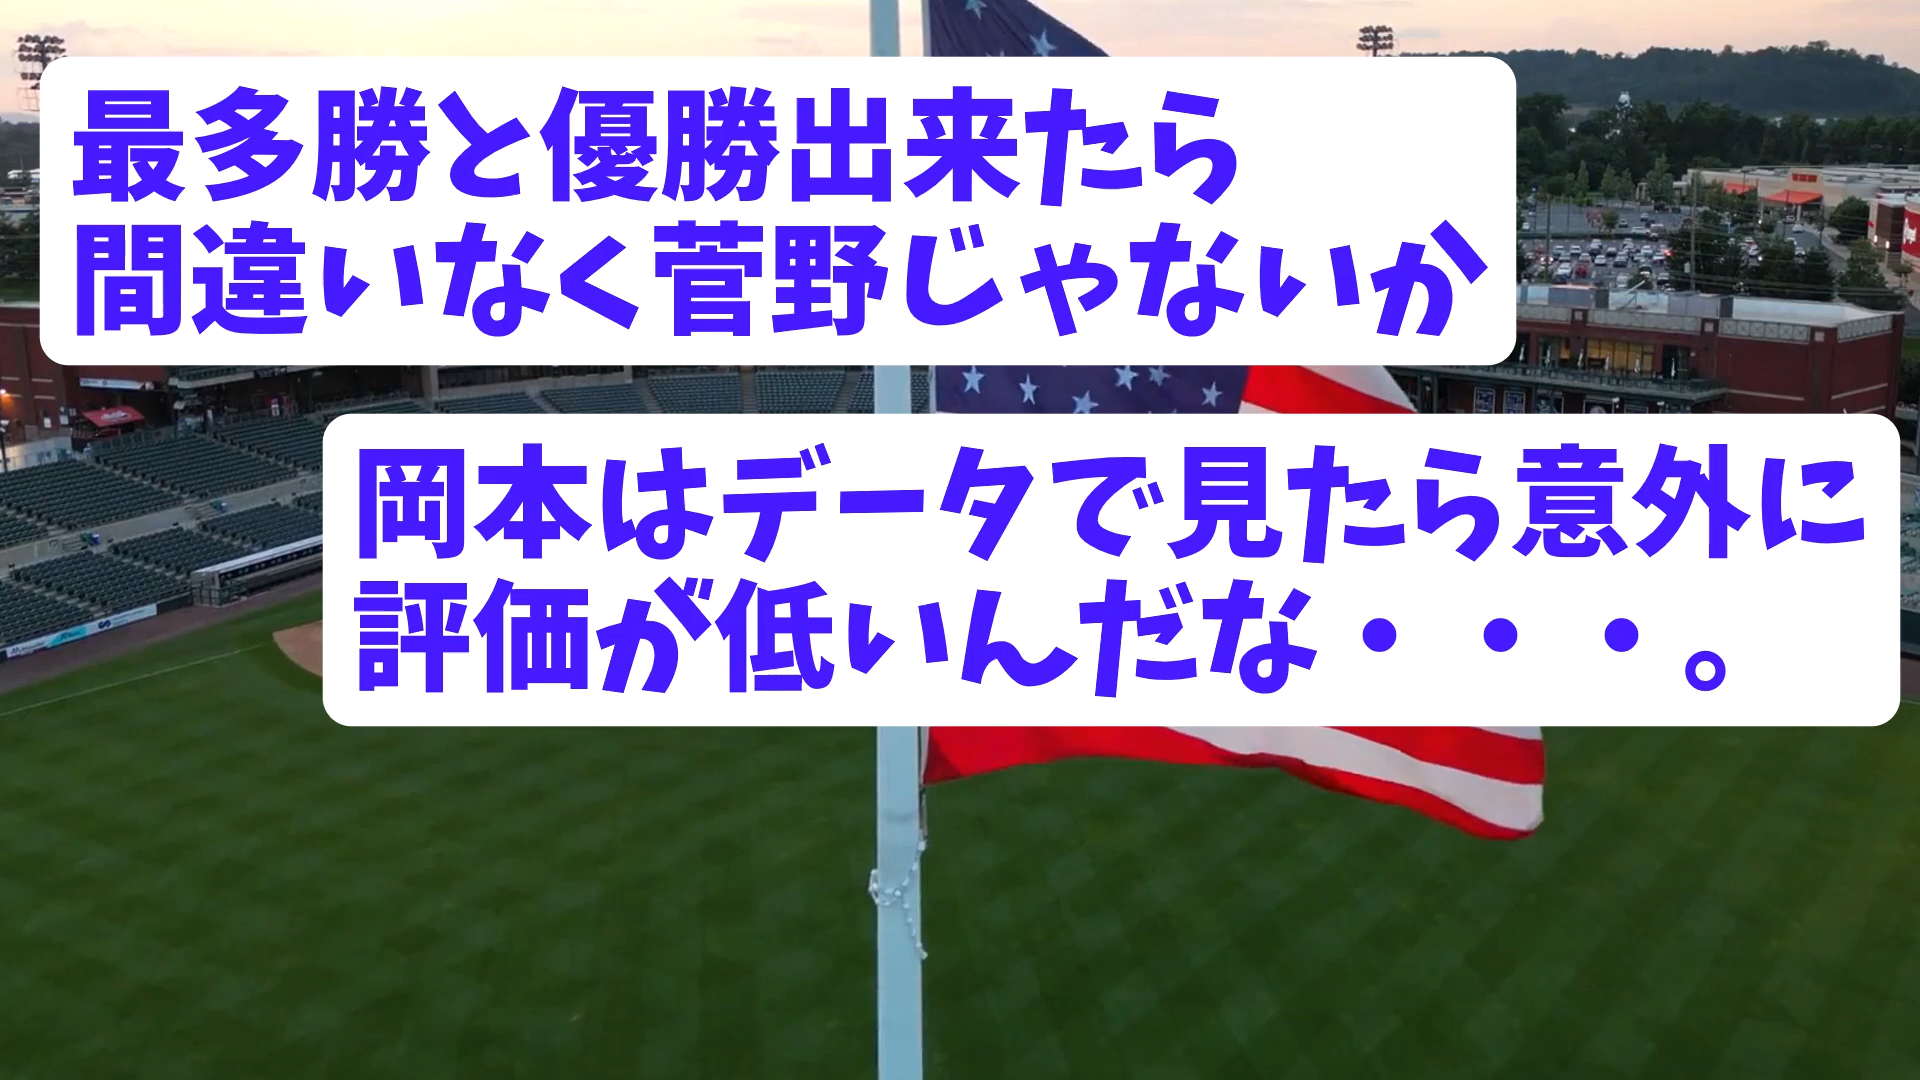 最多勝と優勝出来たら
間違いなく菅野じゃないか
岡本はデータで見たら意外に
評価が低いんだな・・・。